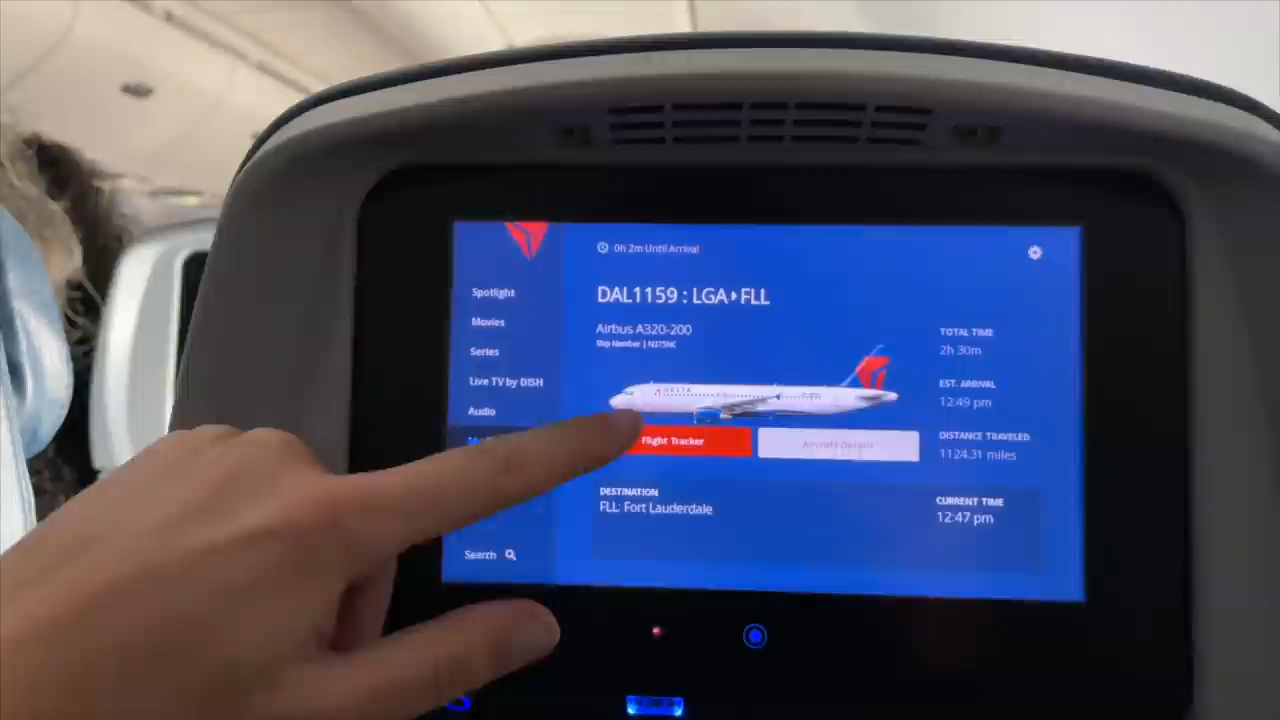 0h 2m Until Arrival
DAL1159 : LGA▸FLL
Airbus A320-200
Ship Number | N375NC
Spotlight
Movies
Series
Live TV by DISH
Audio
Search
DELTA
Flight Tracker
Aircraft Details
TOTAL TIME
2h 30m
EST. ARRIVAL
12:49 pm
DISTANCE TRAVELED
1124.31 miles
DESTINATION
FLL: Fort Lauderdale
CURRENT TIME
12:47 pm